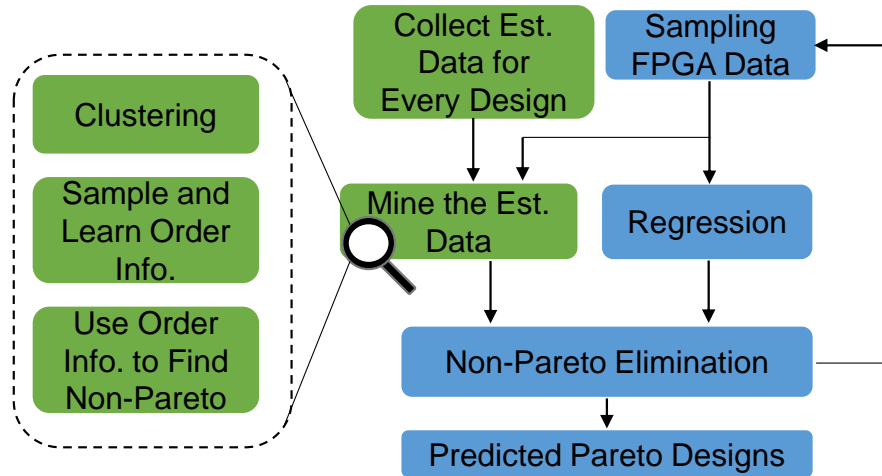 Clustering
Sample and
Learn Order
Info.
Use Order
Info. to Find
Non-Pareto
Collect Est.
Data for
Every Design
Sampling
FPGA Data
Mine the Est.
Data
Regression
Non-Pareto Elimination
Predicted Pareto Designs